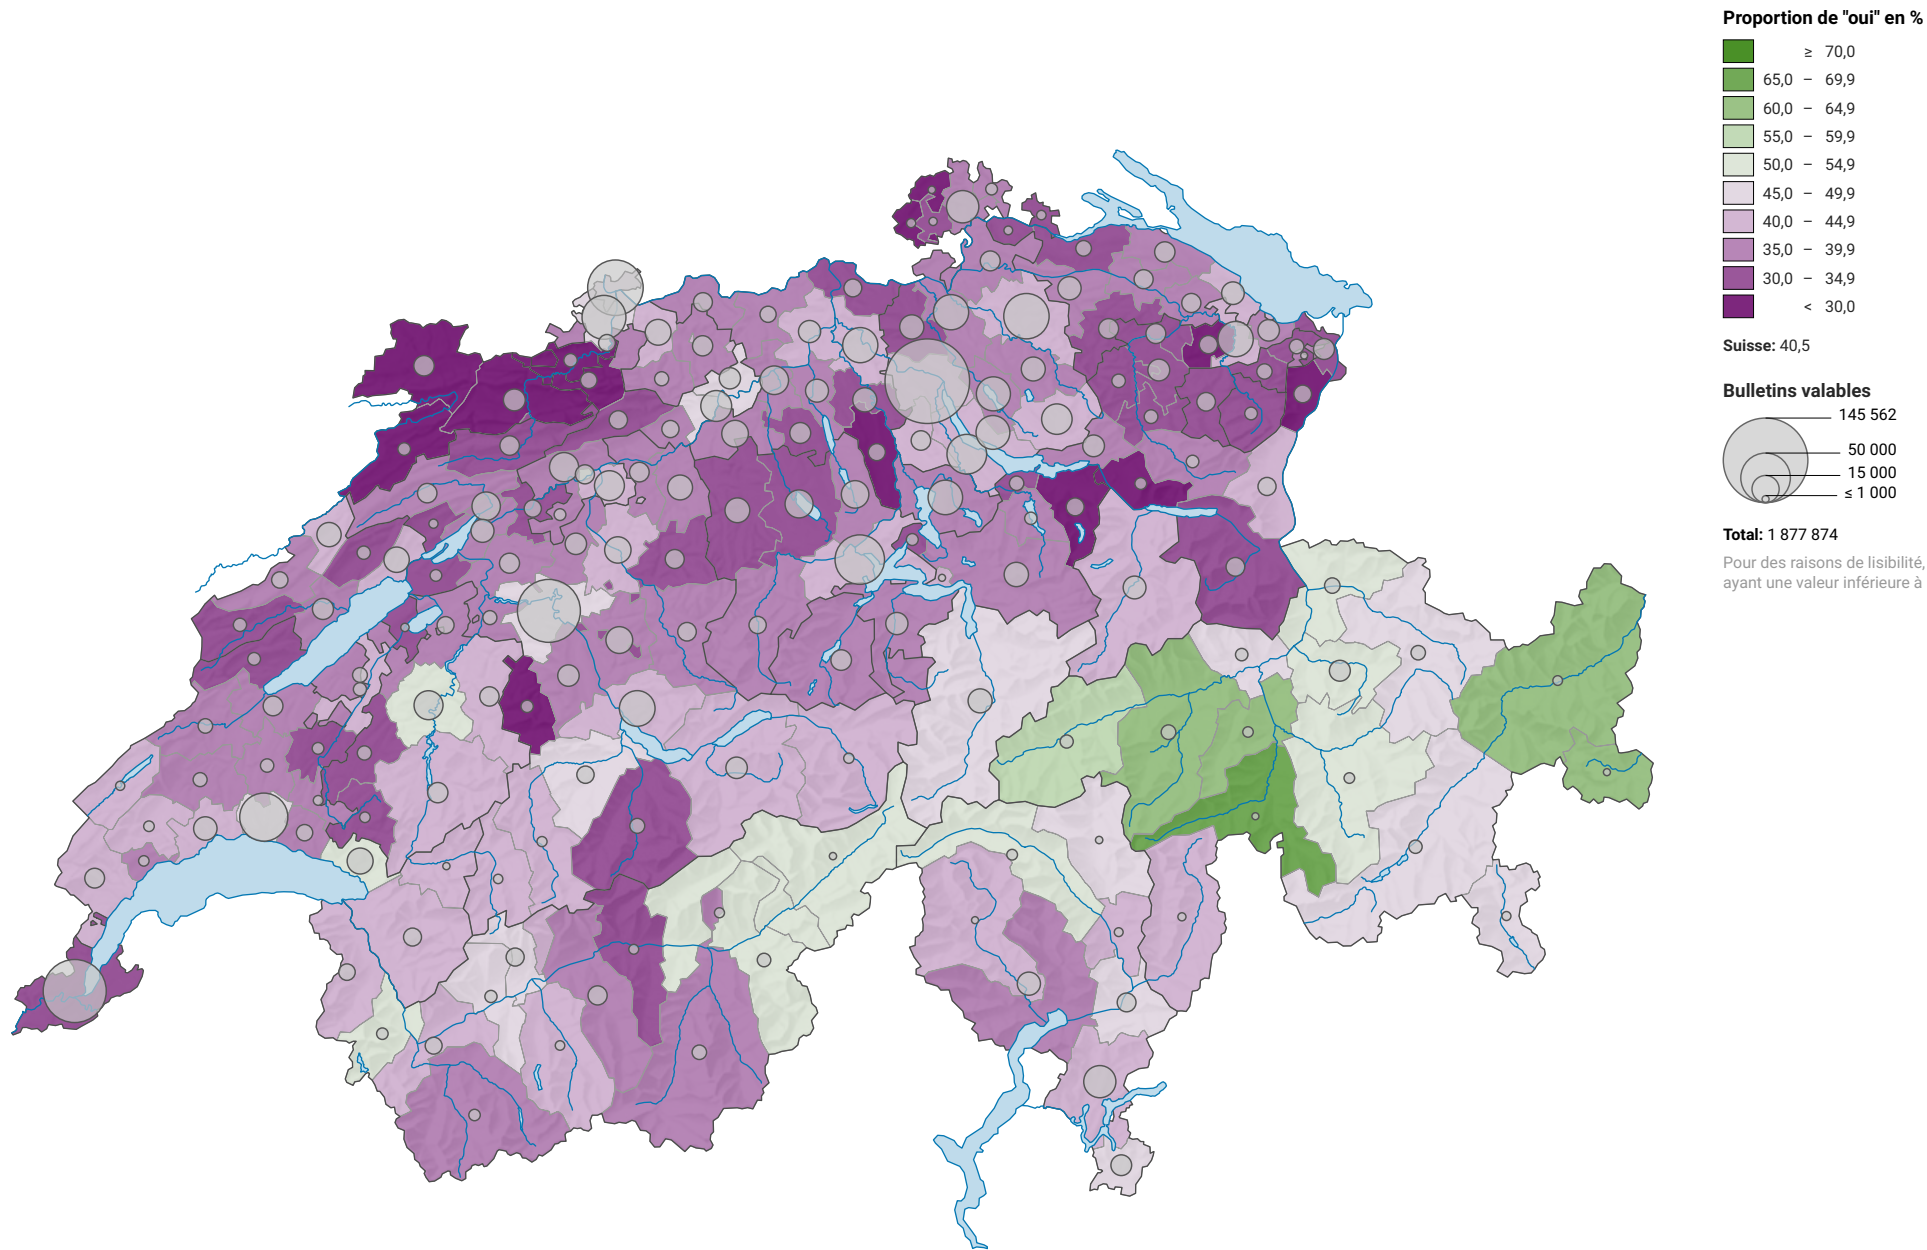 Proportion de "oui" en %
≥ 70,0
65,0 – 69,9
60,0 – 64,9
55,0 – 59,9
50,0 – 54,9
45,0 – 49,9
40,0 – 44,9
35,0 – 39,9
30,0 – 34,9
< 30,0
Suisse: 40,5
Bulletins valables
145 562
50 000
15 000
≤ 1 000
Total: 1 877 874
Pour des raisons de lisibilité,
ayant une valeur inférieure à